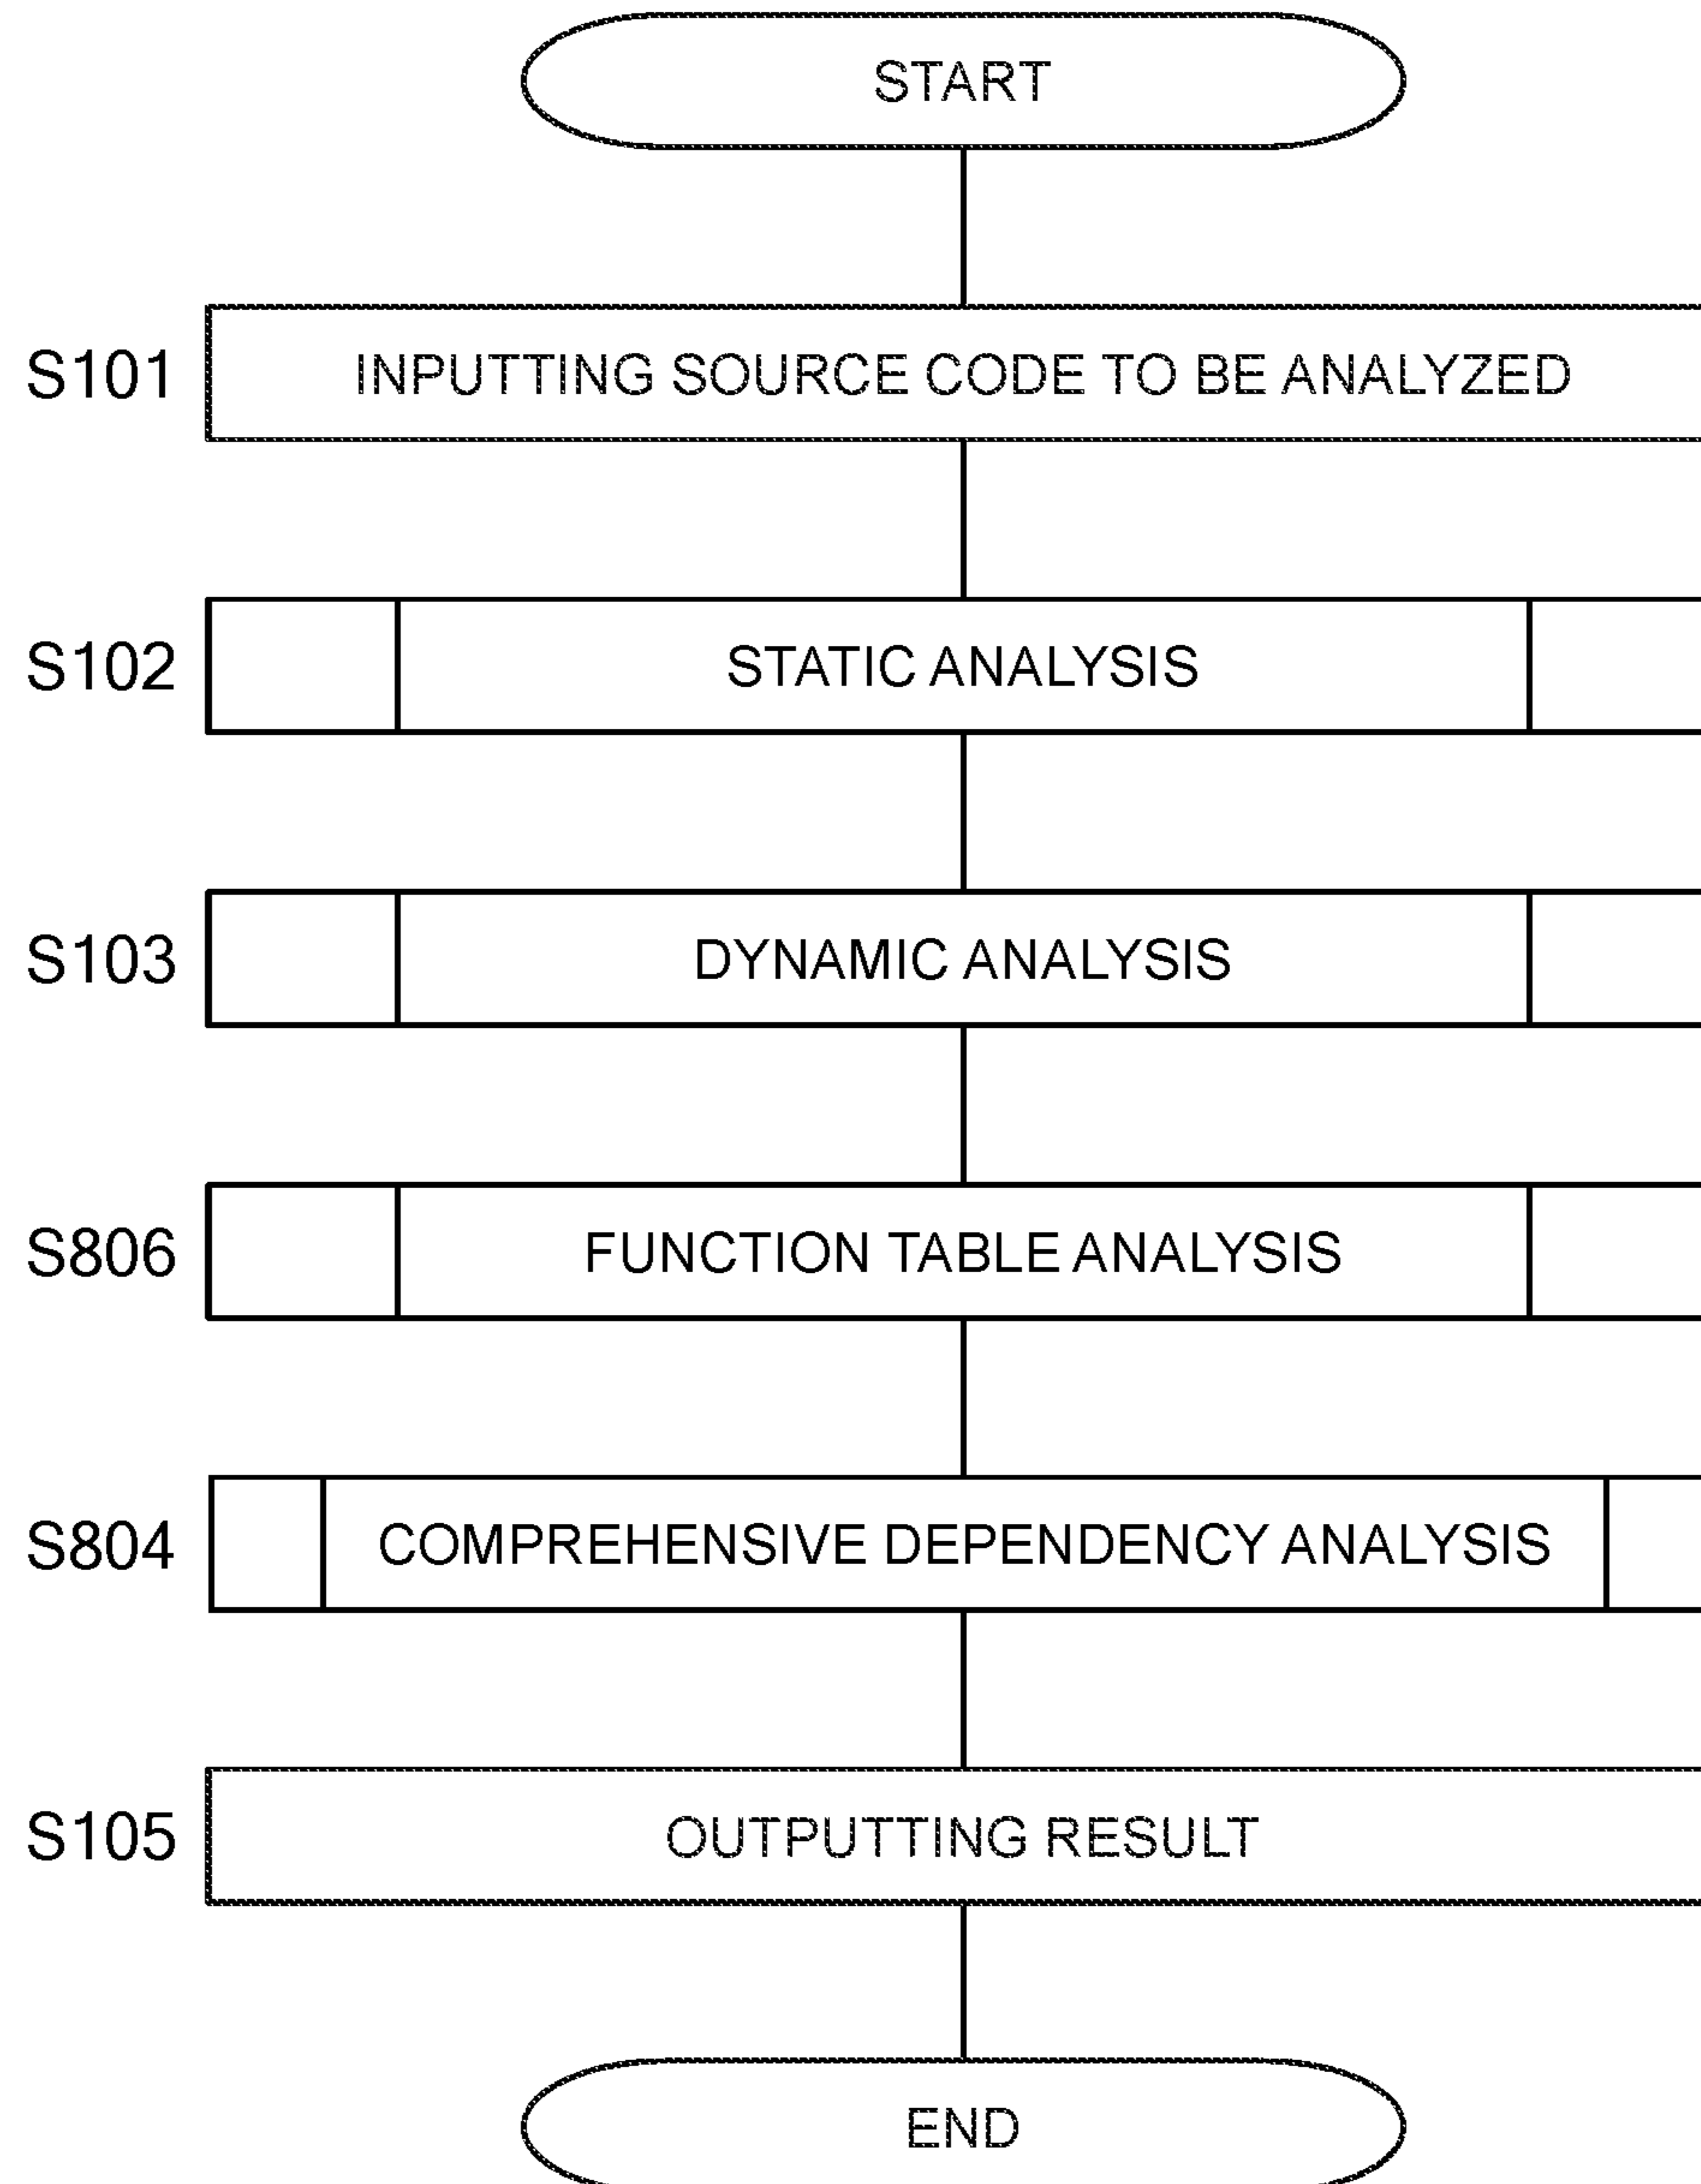 START
S101 INPUTTING SOURCE CODE TO BE ANALYZED
S102 STATIC ANALYSIS
S103 DYNAMIC ANALYSIS
S806 FUNCTION TABLE ANALYSIS
S804 COMPREHENSIVE DEPENDENCY ANALYSIS
S105 OUTPUTTING RESULT
END